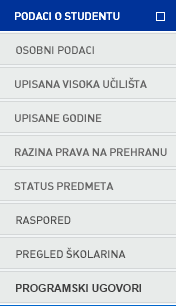 PODACI O STUDENTU
OSOBNI PODACI
UPISANA VISOKA UČILIŠTA
UPISANE GODINE
RAZINA PRAVA NA PREHRANU
STATUS PREDMETA
RASPORED
PREGLED ŠKOLARINA
PROGRAMSKI UGOVORI